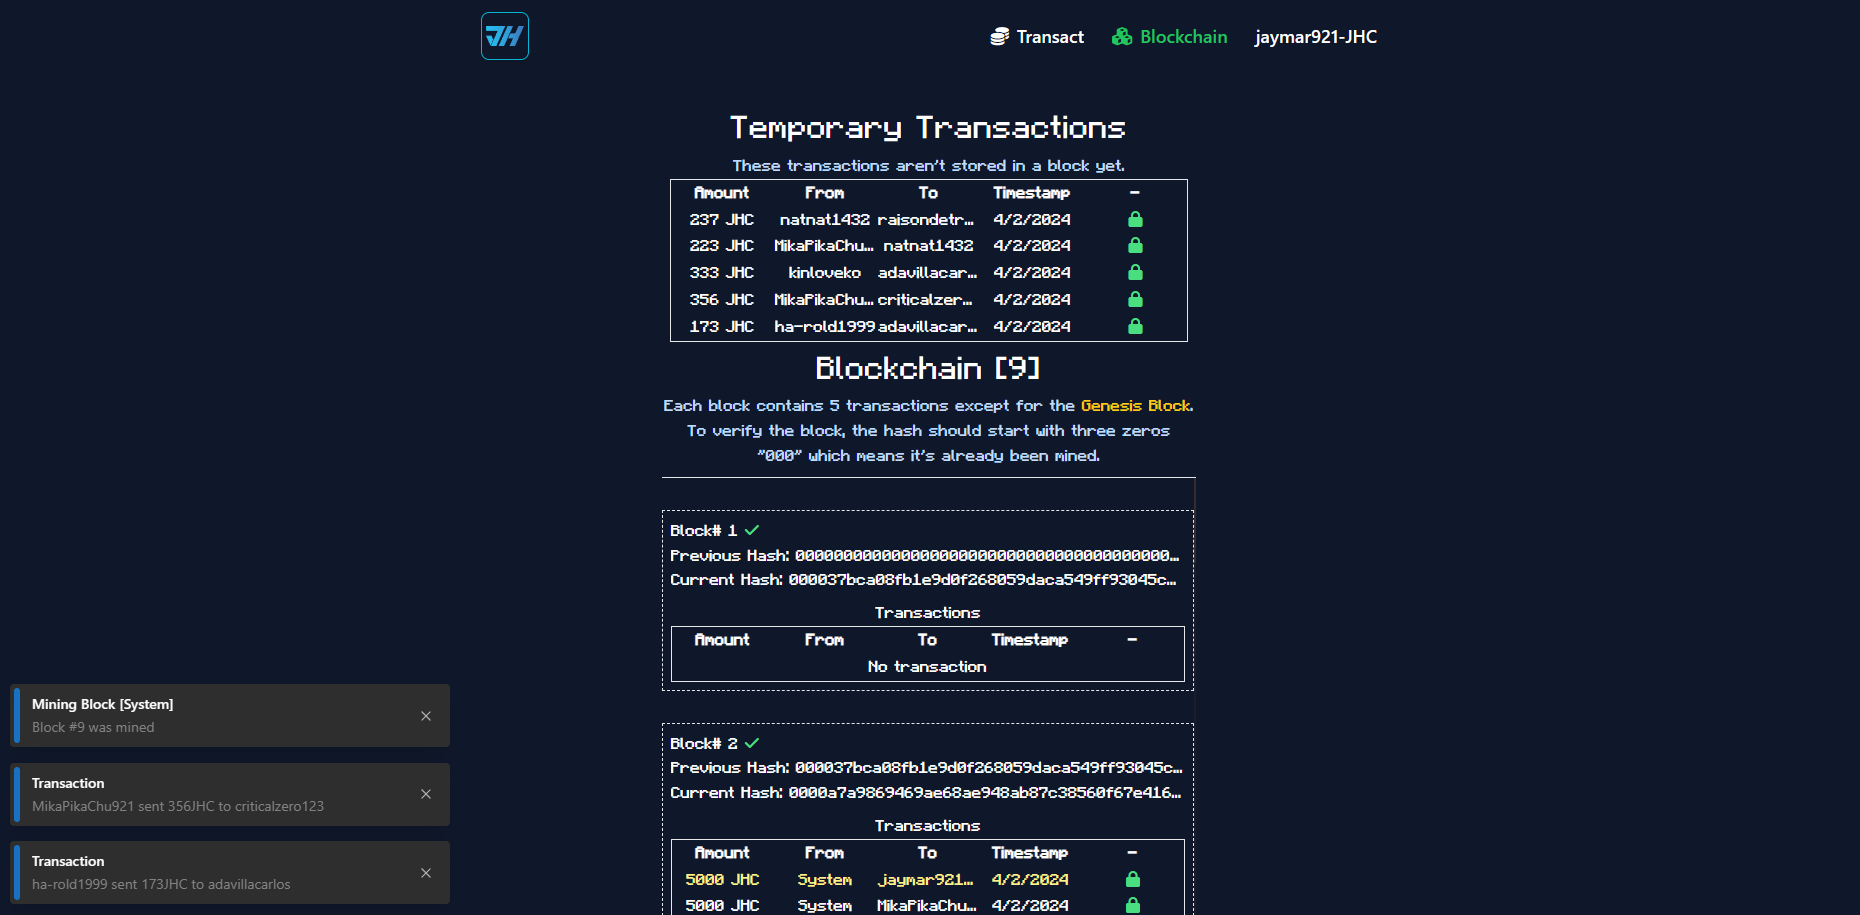 JH
Transact Blockchain jaymar921-JHC
Temporary Transactions
These transactions aren't stored in a block yet.
Amount From To Timestamp -
237 JHC natnat1432 raisondetr... 4/2/2024
223 JHC MikaPikaChu... natnat1432 4/2/2024
333 JHC kinloveko adavillacar... 4/2/2024
356 JHC MikaPikaChu... criticalzer... 4/2/2024
173 JHC ha-rold1999 adavillacar... 4/2/2024
Blockchain [9]
Each block contains 5 transactions except for the Genesis Block.
To verify the block, the hash should start with three zeros
"000" which means it's already been mined.
Block# 1
Previous Hash: 000000000000000000000000000000000000000...
Current Hash: 000037bca08fb1e9d0f268059daca549ff93045c...
Transactions
Amount From To Timestamp -
No transaction
Block# 2
Previous Hash: 000037bca08fb1e9d0f268059daca549ff93045c...
Current Hash: 0000a7a9869469ae68ae948ab87c38560f67e416...
Transactions
Amount From To Timestamp -
5000 JHC System jaymar921... 4/2/2024
5000 JHC System MikaPikaChu... 4/2/2024
Mining Block [System]
Block #9 was mined
Transaction
MikaPikaChu921 sent 356JHC to criticalzero123
Transaction
ha-rold1999 sent 173JHC to adavillacarlos